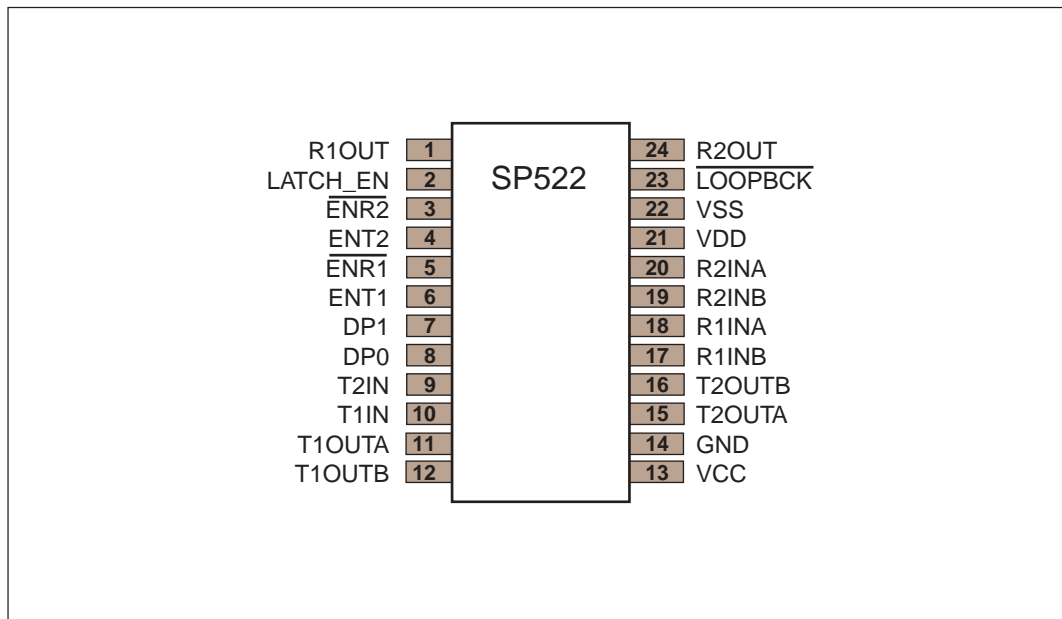 SP522
R1OUT 1
LATCH_EN 2
ENR2 3
ENT2 4
ENR1 5
ENT1 6
DP1 7
DP0 8
T2IN 9
T1IN 10
T1OUTA 11
T1OUTB 12
24 R2OUT
23 LOOPBCK
22 VSS
21 VDD
20 R2INA
19 R2INB
18 R1INA
17 R1INB
16 T2OUTB
15 T2OUTA
14 GND
13 VCC